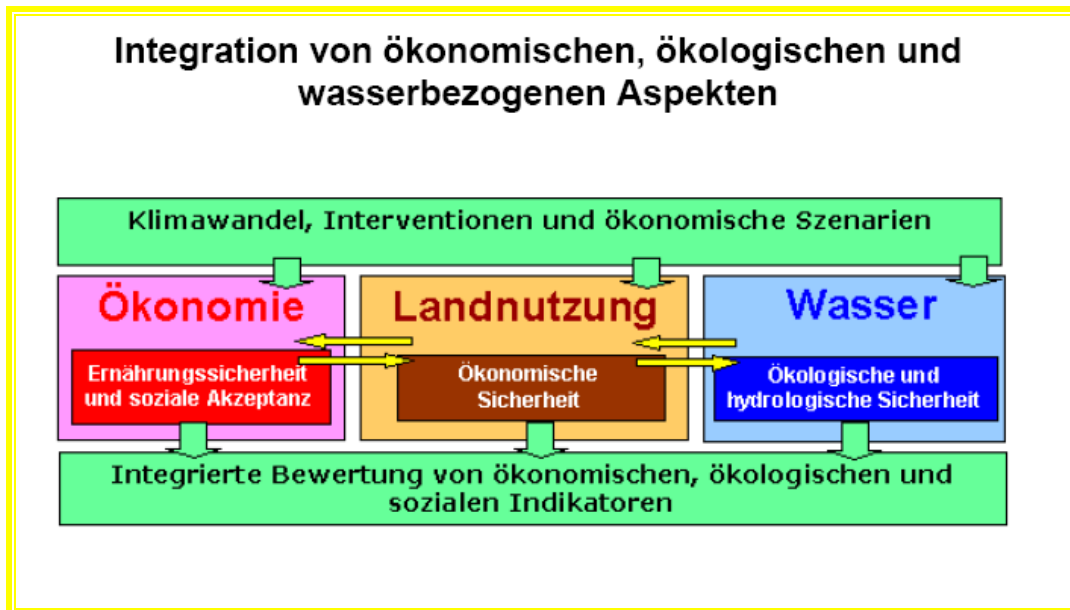 Integration von ökonomischen, ökologischen und
wasserbezogenen Aspekten
Klimawandel, Interventionen und ökonomische Szenarien
Ökonomie
Ernährungssicherheit
und soziale Akzeptanz
Landnutzung
Ökonomische
Sicherheit
Wasser
Ökologische und
hydrologische Sicherheit
Integrierte Bewertung von ökonomischen, ökologischen und
sozialen Indikatoren